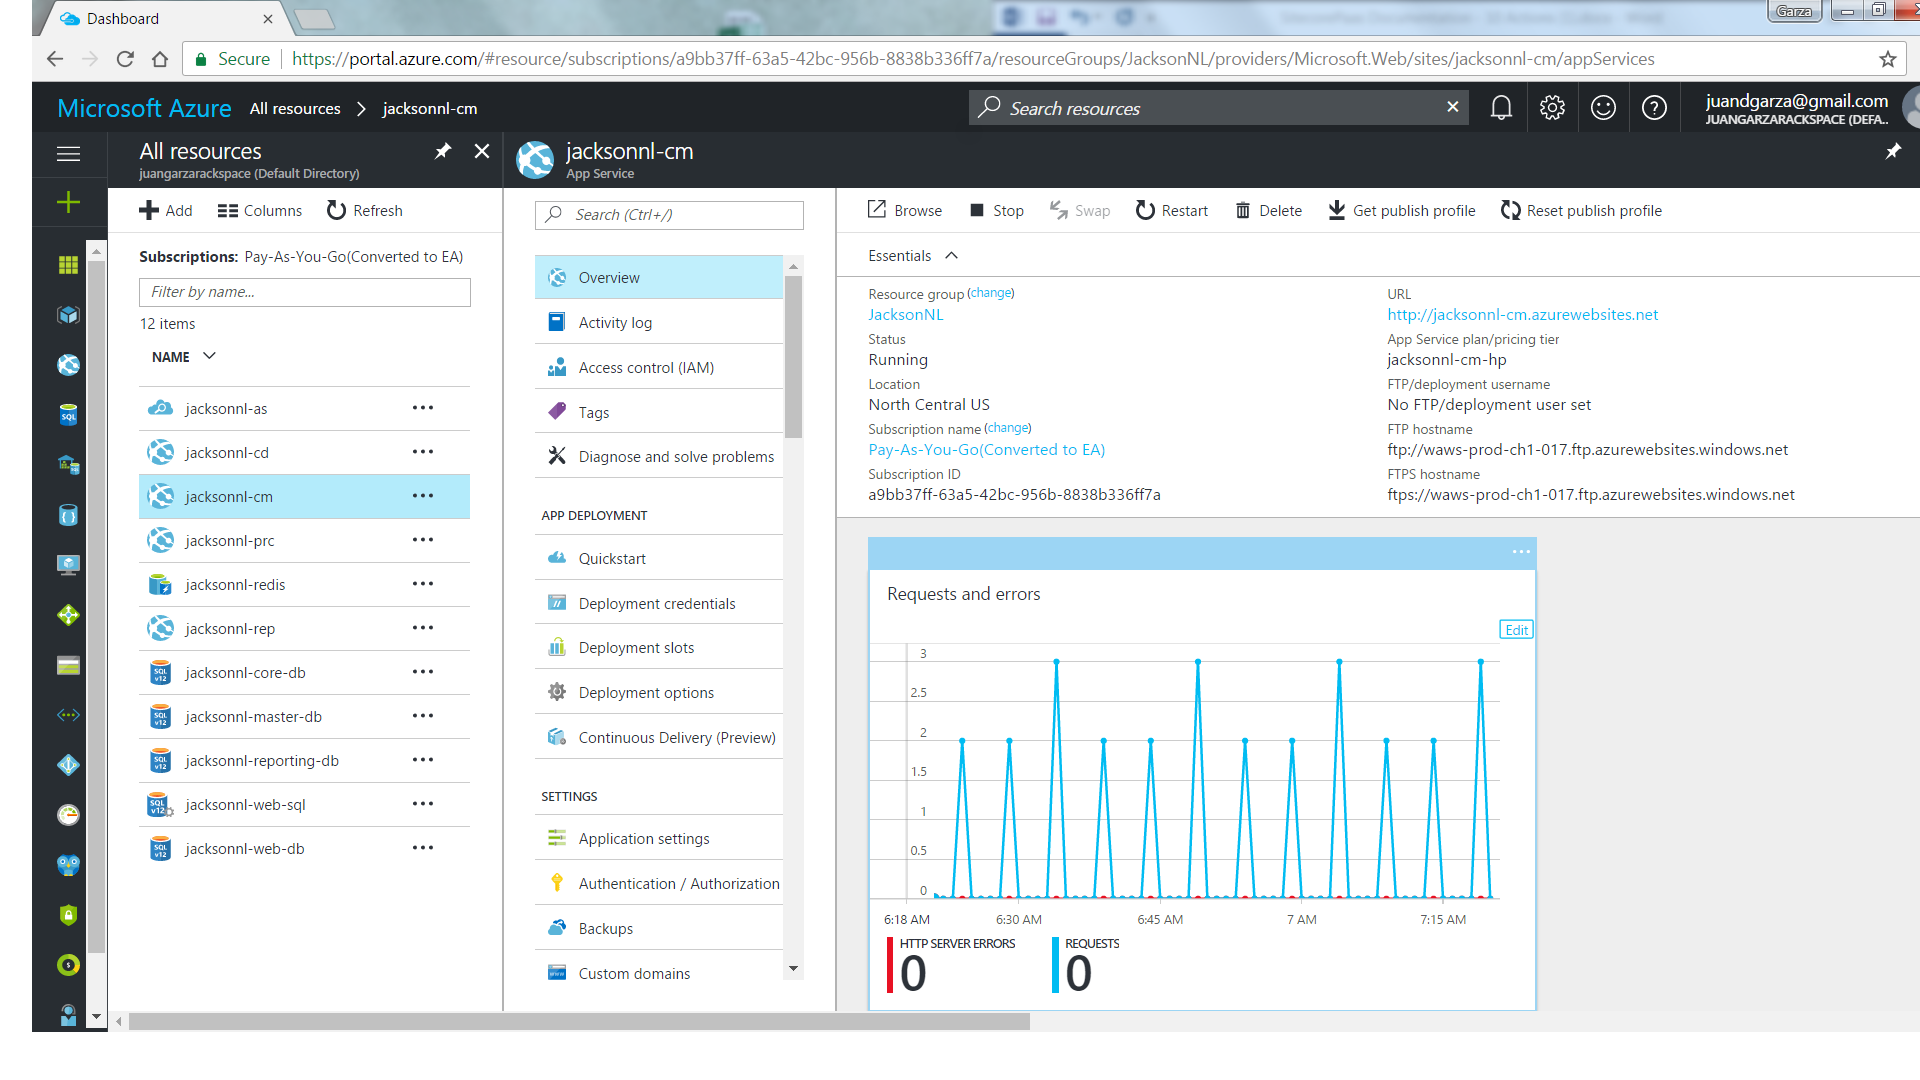 Dashboard
Garza
Secure
https://portal.azure.com/#resource/subscriptions/a9bb37ff-63a5-42bc-956b-8838b336ff7a/resourceGroups/JacksonNL/providers/Microsoft.Web/sites/jacksonnl-cm/appServices
Microsoft Azure
All resources
jacksonnl-cm
Search resources
juandgarza@gmail.com
JUANGARZARACKSPACE (DEFA..
All resources
juangarzarackspace (Default Directory)
Add
Columns
Refresh
Subscriptions: Pay-As-You-Go(Converted to EA)
Filter by name...
12 items
NAME
jacksonnl-as
jacksonnl-cd
jacksonnl-cm
jacksonnl-prc
jacksonnl-redis
jacksonnl-rep
jacksonnl-core-db
jacksonnl-master-db
jacksonnl-reporting-db
jacksonnl-web-sql
jacksonnl-web-db
jacksonnl-cm
App Service
Search (Ctrl+/)
Overview
Activity log
Access control (IAM)
Tags
Diagnose and solve problems
APP DEPLOYMENT
Quickstart
Deployment credentials
Deployment slots
Deployment options
Continuous Delivery (Preview)
SETTINGS
Application settings
Authentication / Authorization
Backups
Custom domains
Browse
Stop
Swap
Restart
Delete
Get publish profile
Reset publish profile
Essentials
Resource group (change)
JacksonNL
Status
Running
Location
North Central US
Subscription name (change)
Pay-As-You-Go(Converted to EA)
Subscription ID
a9bb37ff-63a5-42bc-956b-8838b336ff7a
URL
http://jacksonnl-cm.azurewebsites.net
App Service plan/pricing tier
jacksonnl-cm-hp
FTP/deployment username
No FTP/deployment user set
FTP hostname
ftp://waws-prod-ch1-017.ftp.azurewebsites.windows.net
FTPS hostname
ftps://waws-prod-ch1-017.ftp.azurewebsites.windows.net
Requests and errors
Edit
3
2.5
2
1.5
1
0.5
0
6:18 AM
6:30 AM
6:45 AM
7 AM
7:15 AM
HTTP SERVER ERRORS
0
REQUESTS
0